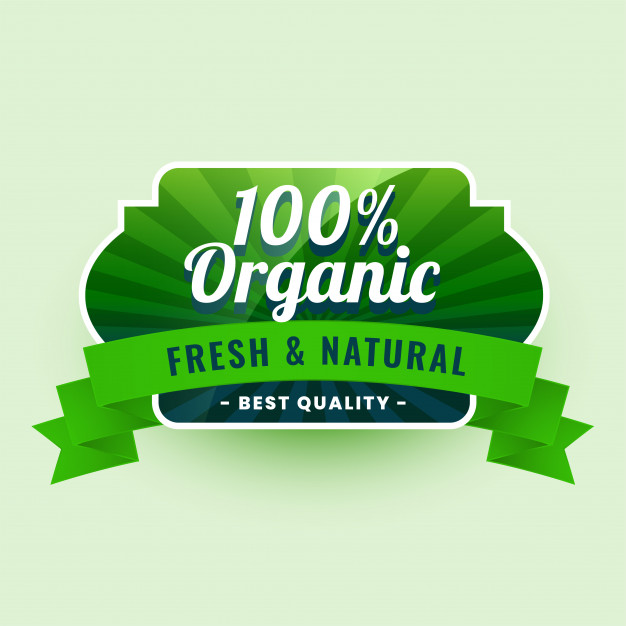 100%
Organic
FRESH & NATURAL
- BEST QUALITY -